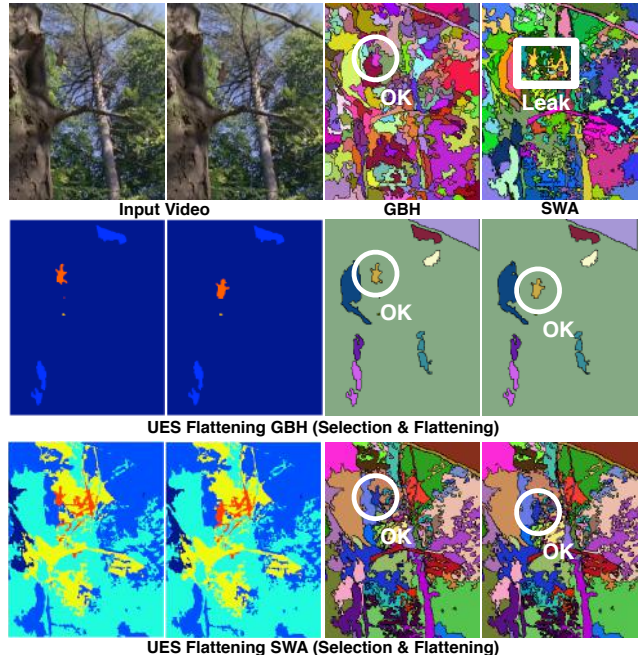 OK
Leak
Input Video GBH SWA
OK OK
UES Flattening GBH (Selection & Flattening)
OK OK
UES Flattening SWA (Selection & Flattening)